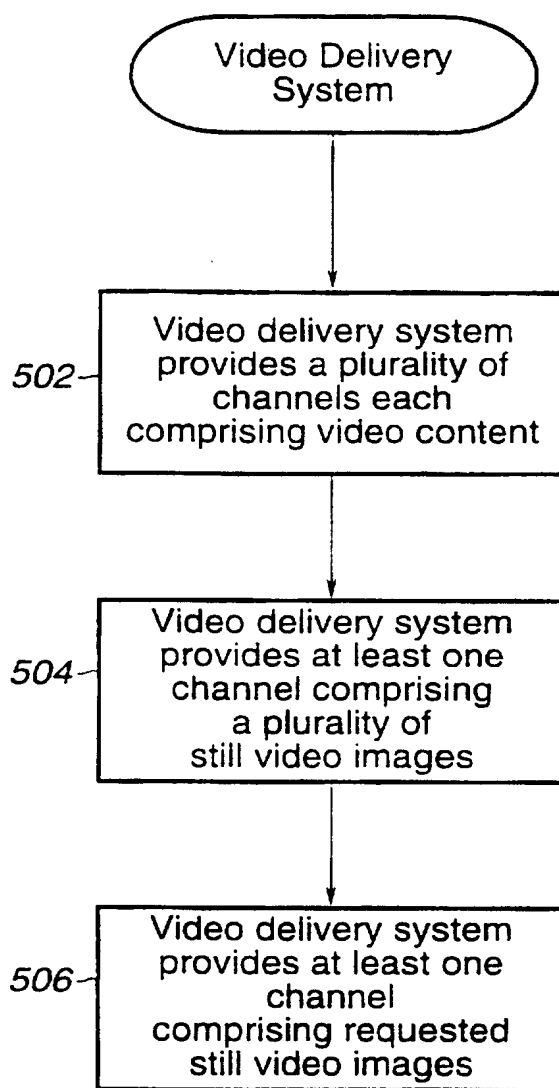 Video Delivery
System
502
Video delivery system
provides a plurality of
channels each
comprising video content
504
Video delivery system
provides at least one
channel comprising
a plurality of
still video images
506
Video delivery system
provides at least one
channel
comprising requested
still video images